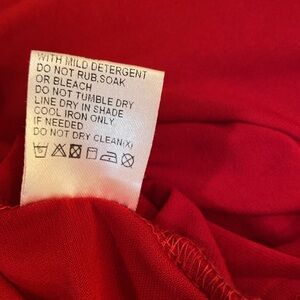 WITH MILD DETERGENT
DO NOT RUB.SOAK
OR BLEACH
DO NOT TUMBLE DRY
LINE DRY IN SHADE
COOL IRON ONLY
IF NEEDED
DO NOT DRY CLEAN(X)